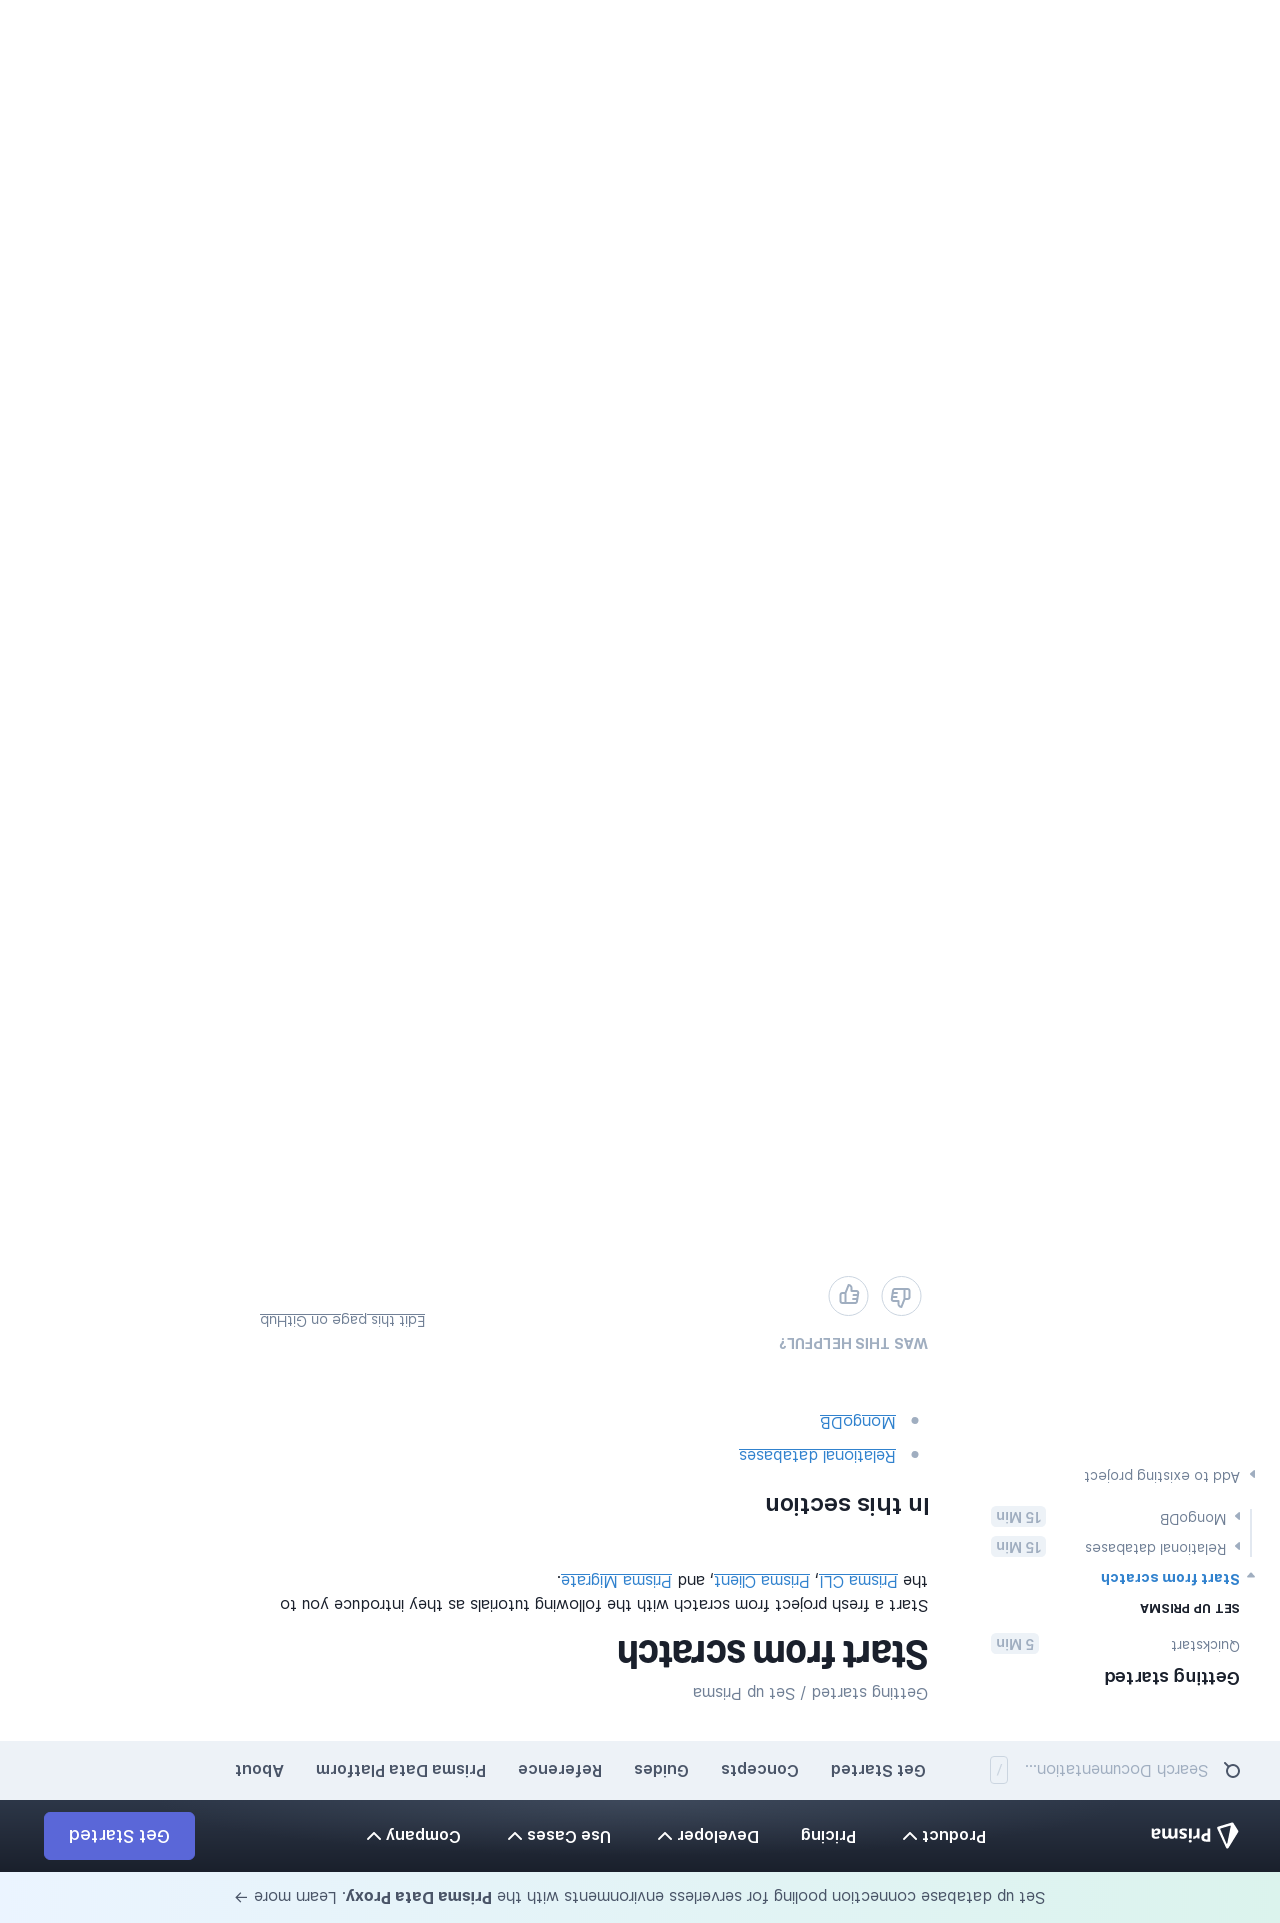 Set up database connection pooling for serverless environments with the Prisma Data Proxy. Learn more →
Prisma
Product
Pricing
Developer
Use Cases
Company
Get Started
Search Documentation... /
Get Started
Concepts
Guides
Reference
Prisma Data Platform
About
Getting started
Quickstart 5 Min
SET UP PRISMA
Start from scratch
Relational databases 15 Min
MongoDB 15 Min
Add to existing project
Getting started / Set up Prisma
Start from scratch
Start a fresh project from scratch with the following tutorials as they introduce you to
the Prisma CLI, Prisma Client, and Prisma Migrate.
In this section
Relational databases
MongoDB
WAS THIS HELPFUL?
Edit this page on GitHub